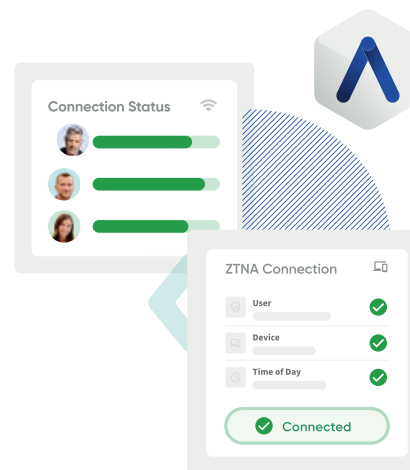 Connection Status
ZTNA Connection
User
Device
Time of Day
Connected